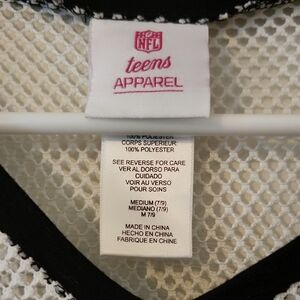 NFL
teens
APPAREL
100% POLYESTER
CORPS SUPERIEUR:
100% POLYESTER
SEE REVERSE FOR CARE
VER AL DORSO PARA
CUIDADO
VOIR AU VERSO
POUR SOINS
MEDIUM (7/9)
MEDIANO (7/9)
M 7/9
MADE IN CHINA
HECHO EN CHINA
FABRIQUE EN CHINE